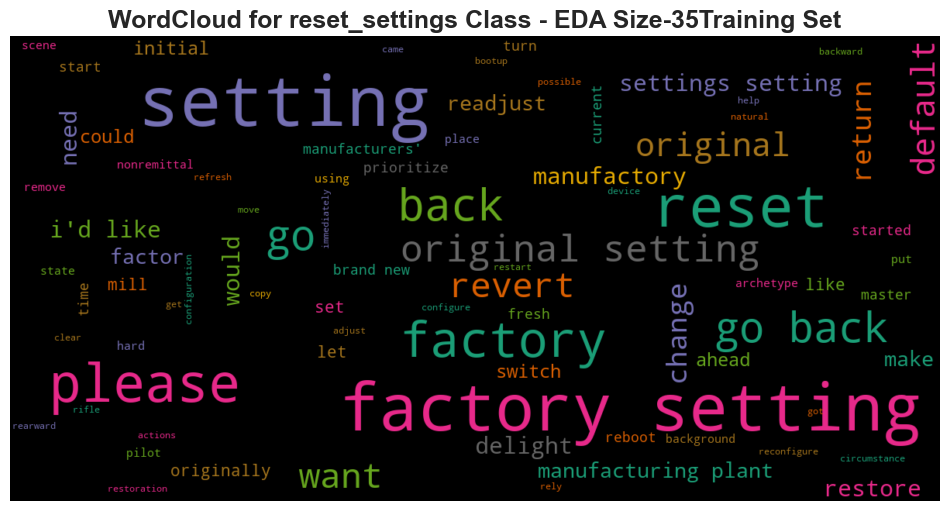 WordCloud for reset_settings Class - EDA Size-35Training Set
scene
initial
came
turn
backward
start
bootup
possible
default
setting
settings setting
readjust
help
current
return
need
could
natural
manufacturers'
place
original
nonremittal
prioritize
manufactory
remove
refresh
using
device
back
reset
move
immediately
i'd like
go
original setting
started
factor
would
state
brand new
restart
put
configuration
mill
time
copy
get
revert
archetype
like
master
set
configure
fresh
change
clear
adjust
factory
go back
hard
let
ahead
make
please
switch
rifle
factory setting
got
rearward
actions
delight
reboot
background
pilot
reconfigure
circumstance
originally
want
manufacturing plant
restoration
rely
restore